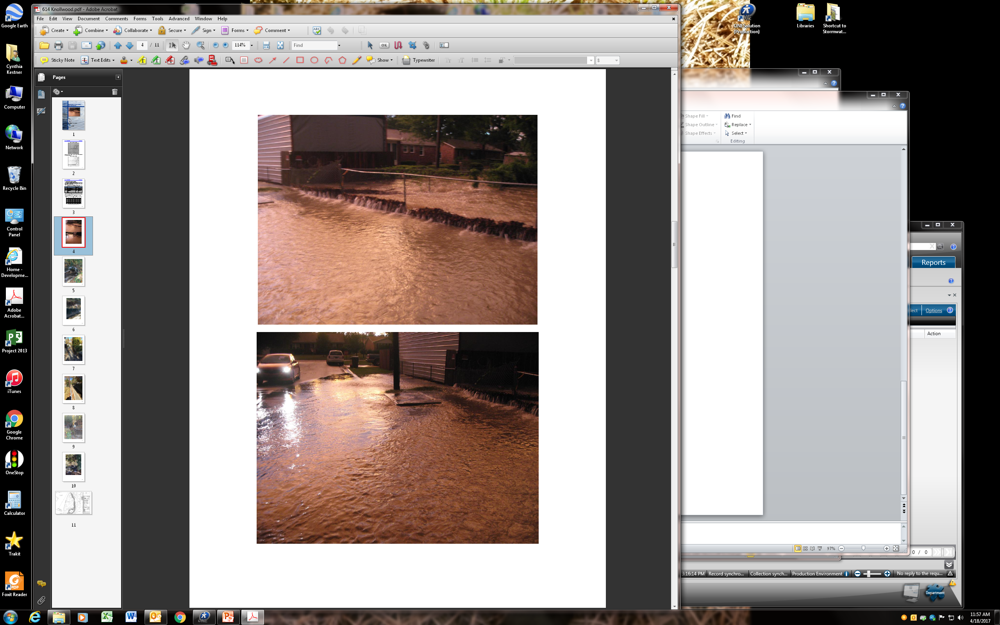 614 Knollwood.pdf - Adobe Acrobat
File Edit View Document Comments Forms Tools Advanced Window Help
Create Combine Collaborate Secure Sign Forms Comment
4 / 11 114% Find OK
Sticky Note Text Edits Show Typewriter 8
Pages
1
2
3
4
5
6
7
8
9
10
11
Google Earth
Cynthia
Kestner
Computer
Network
Recycle Bin
Control
Panel
Home -
Developme...
Adobe
Acrobat...
Project 2013
iTunes
Google
Chrome
OneStop
Calculator
Trakit
Foxit Reader
ONESolution
(Production)
Libraries
Shortcut to
Stormwat...
Shape Fill
Shape Outline
Shape Effects
Find
Replace
Select
Editing
Reports
Options
Action
97%
0 / 0
3:16:14 PM Record synchro... Collection synch... Production Environment No reply to the requ...
Department
11:57 AM
4/18/2017